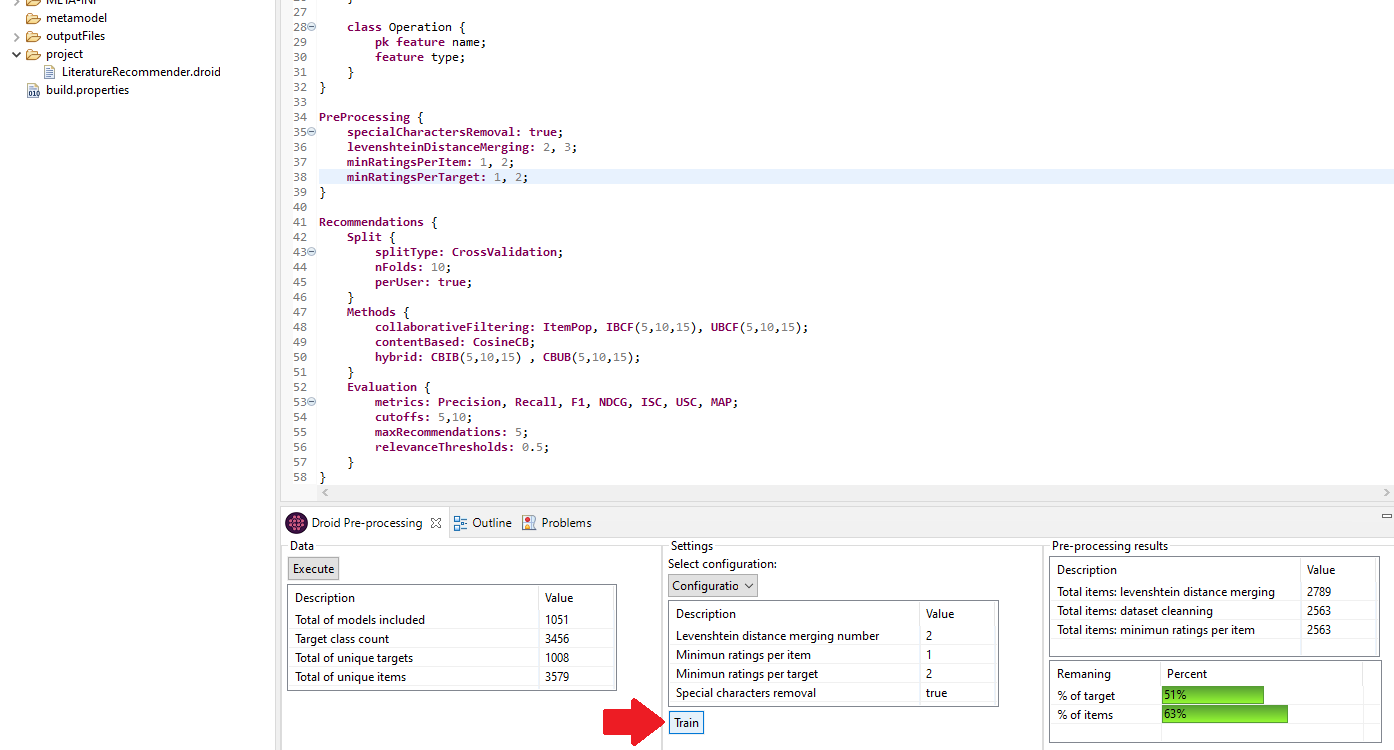 META-INF
metamodel
outputFiles
project
LiteratureRecommender.droid
build.properties
27
28 class Operation {
29 pk feature name;
30 feature type;
31 }
32 }
33
34 PreProcessing {
35 specialCharactersRemoval: true;
36 levenshteinDistanceMerging: 2, 3;
37 minRatingsPerItem: 1, 2;
38 minRatingsPerTarget: 1, 2;
39 }
40
41 Recommendations {
42 Split {
43 splitType: CrossValidation;
44 nFolds: 10;
45 perUser: true;
46 }
47 Methods {
48 collaborativeFiltering: ItemPop, IBCF(5,10,15), UBCF(5,10,15);
49 contentBased: CosineCB;
50 hybrid: CBIB(5,10,15) , CBUB(5,10,15);
51 }
52 Evaluation {
53 metrics: Precision, Recall, F1, NDCG, ISC, USC, MAP;
54 cutoffs: 5,10;
55 maxRecommendations: 5;
56 relevanceThresholds: 0.5;
57 }
58 }
Droid Pre-processing Outline Problems
Data
Execute
Description Value
Total of models included 1051
Target class count 3456
Total of unique targets 1008
Total of unique items 3579
Settings
Select configuration:
Configuratio
Description Value
Levenshtein distance merging number 2
Minimun ratings per item 1
Minimun ratings per target 2
Special characters removal true
Train
Pre-processing results
Description Value
Total items: levenshtein distance merging 2789
Total items: dataset cleanning 2563
Total items: minimun ratings per item 2563
Remaning Percent
% of target 51%
% of items 63%